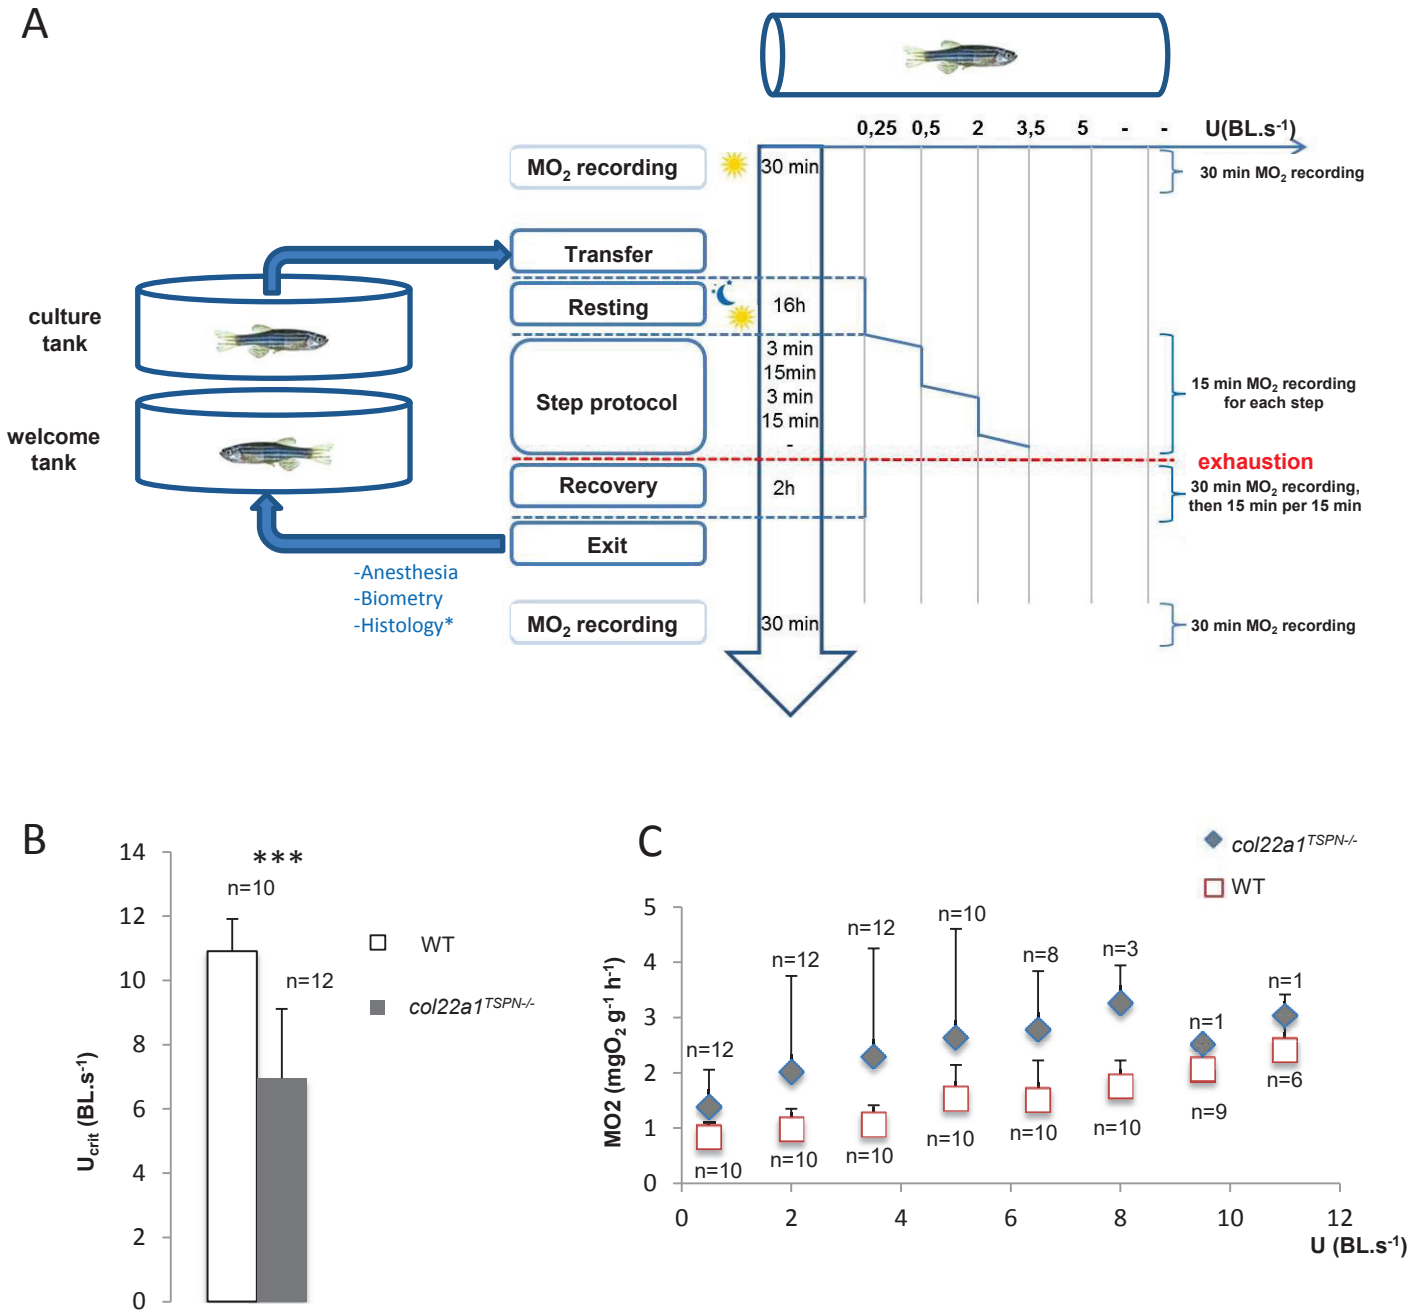 A
0,25 0,5 2 3,5 5 - - U(BL.s⁻¹)
MO₂ recording
30 min
30 min MO₂ recording
Transfer
Resting
16h
culture
tank
Step protocol
3 min
15min
3 min
15 min
-
15 min MO₂ recording
for each step
welcome
tank
exhaustion
Recovery
2h
30 min MO₂ recording,
then 15 min per 15 min
Exit
-Anesthesia
-Biometry
-Histology*
MO₂ recording
30 min
30 min MO₂ recording
B
14
12
10
8
6
4
2
0
U_crit (BL.s⁻¹)
***
n=10
n=12
WT
col22a1^TSPN-/-
C
col22a1^TSPN-/-
WT
5
4
3
2
1
0
MO2 (mgO₂ g⁻¹ h⁻¹)
n=12
n=12
n=12
n=10
n=8
n=3
n=1
n=1
n=10
n=10
n=10
n=10
n=10
n=10
n=9
n=6
0 2 4 6 8 10 12
U (BL.s⁻¹)